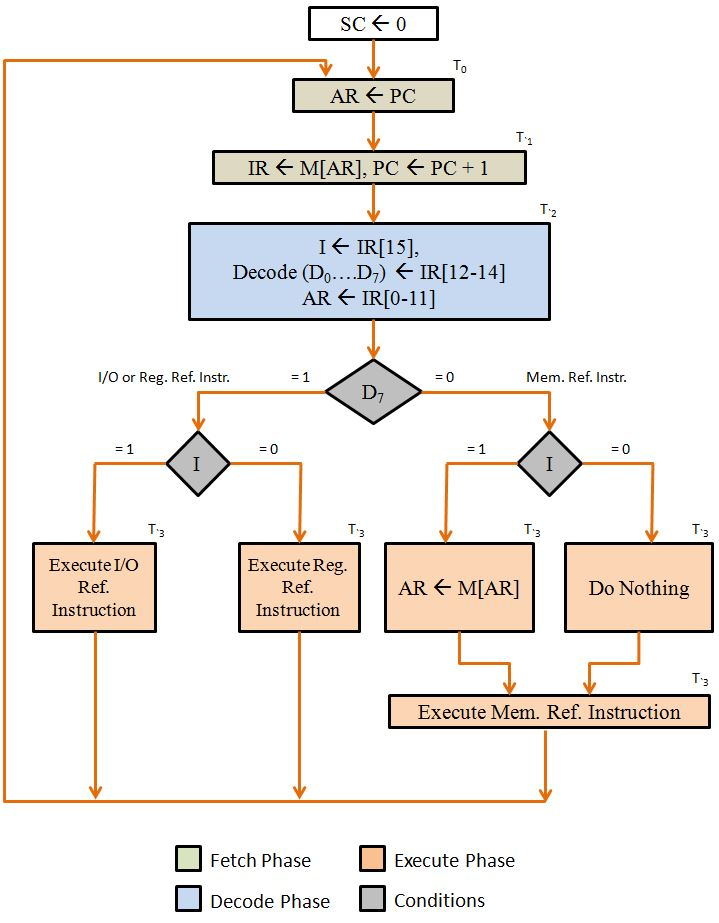 SC ← 0
T₀
AR ← PC
T₁
IR ← M[AR], PC ← PC + 1
T₂
I ← IR[15],
Decode (D₀....D₇) ← IR[12-14]
AR ← IR[0-11]
I/O or Reg. Ref. Instr.
= 1
D₇
= 0
Mem. Ref. Instr.
= 1
I
= 0
= 1
I
= 0
T₃
T₃
T₃
T₃
Execute I/O
Ref.
Instruction
Execute Reg.
Ref.
Instruction
AR ← M[AR]
Do Nothing
T₃
Execute Mem. Ref. Instruction
Fetch Phase
Execute Phase
Decode Phase
Conditions